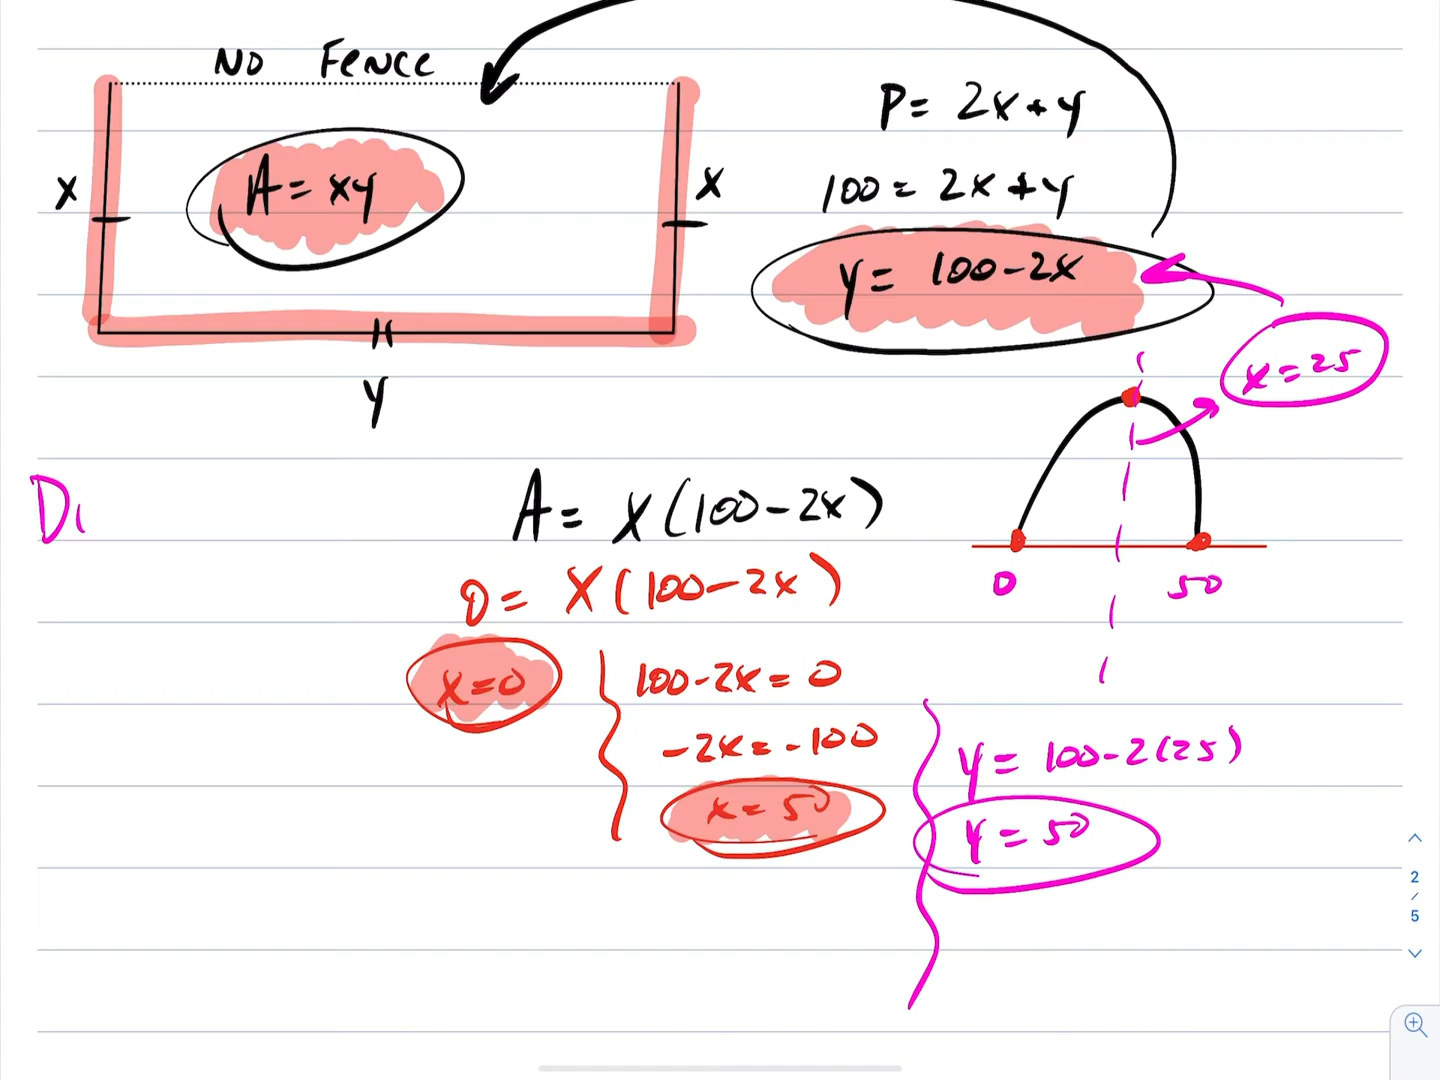 NO FENCE
P = 2x + y
A = xy
x
x
100 = 2x + y
y = 100 - 2x
x = 25
y
A = x(100 - 2x)
0 = x(100 - 2x)
0
50
x = 0
100 - 2x = 0
-2x = -100
x = 50
y = 100 - 2(25)
y = 50
2
/
5